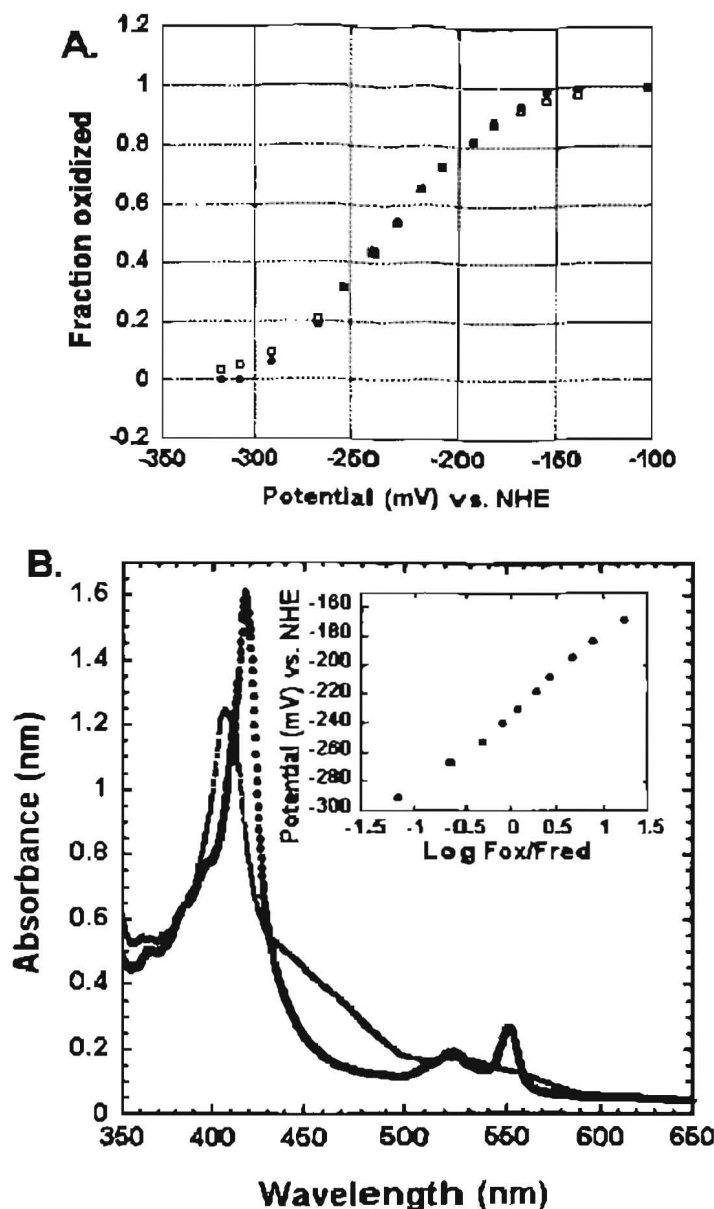 A.
1.2
1
0.8
0.6
0.4
0.2
0
-0.2
Fraction oxidized
-350 -300 -250 -200 -150 -100
Potential (mV) vs. NHE
B.
1.6
1.4
1.2
1
0.8
0.6
0.4
0.2
0
Absorbance (nm)
-160
-180
-200
-220
-240
-260
-280
-300
Potential (mV) vs. NHE
-1.5 -1 -0.5 0 0.5 1 1.5
Log Fox/Fred
350 400 450 500 550 600 650
Wavelength (nm)